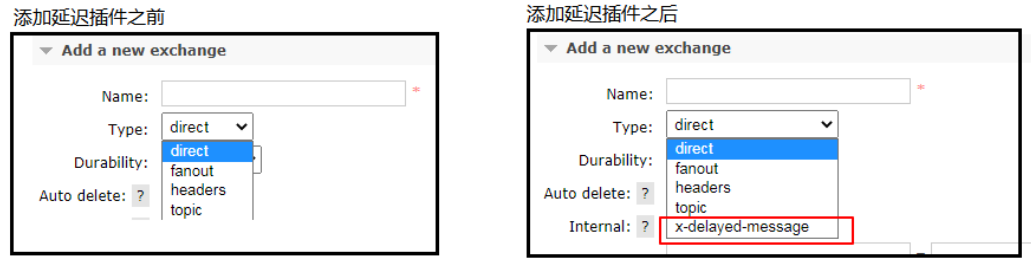 添加延迟插件之前
Add a new exchange
Name:
*
Type:
direct
direct
fanout
headers
topic
Durability:
Auto delete: ?
添加延迟插件之后
Add a new exchange
Name:
*
Type:
direct
direct
fanout
headers
topic
x-delayed-message
Durability:
Auto delete: ?
Internal: ?